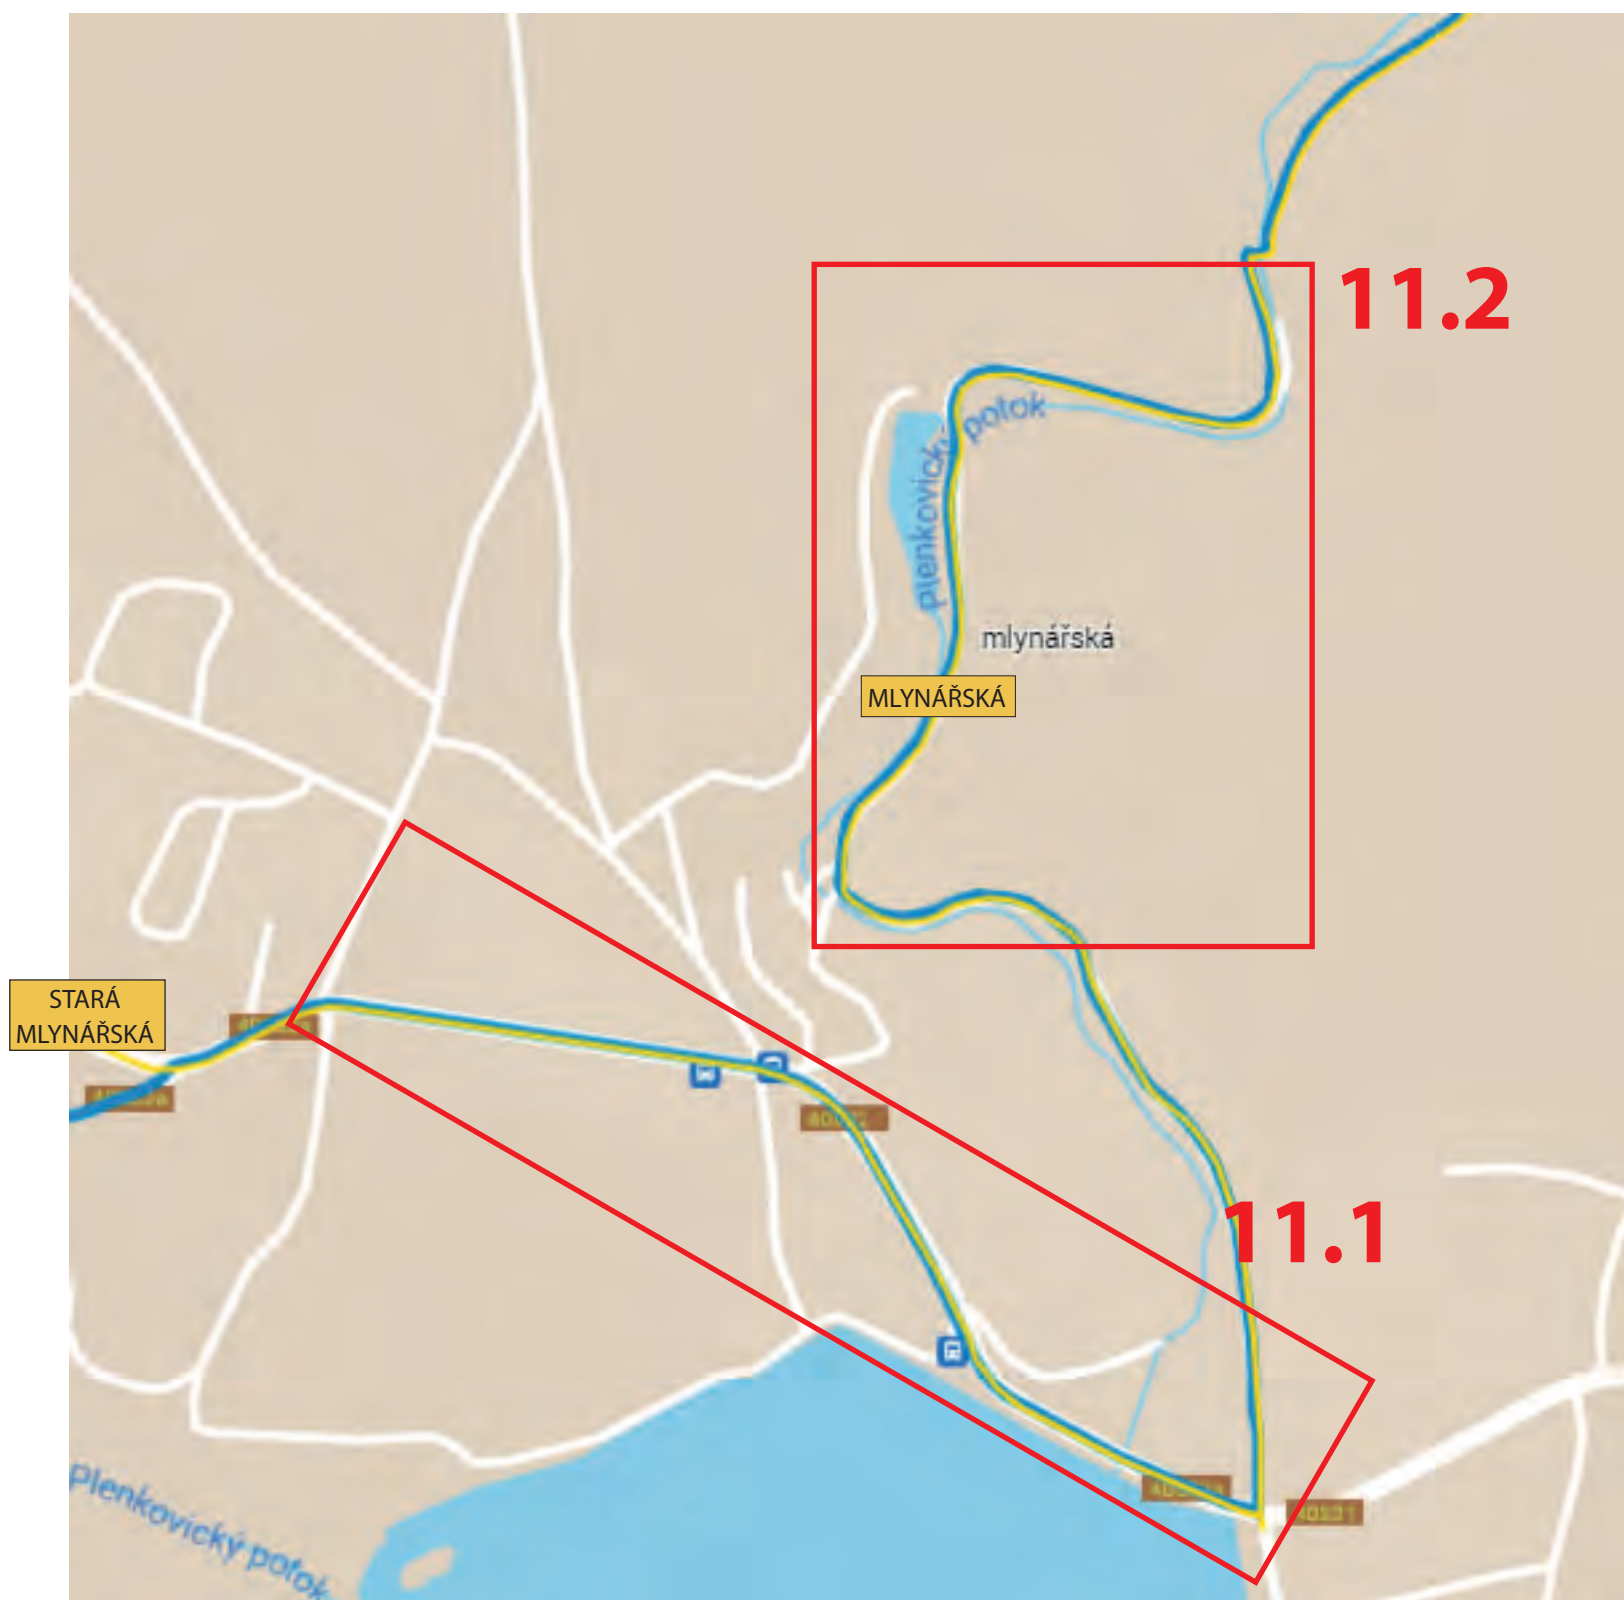 11.2
Plenkovický potok
mlynářská
MLYNÁŘSKÁ
STARÁ
MLYNÁŘSKÁ
11.1
Plenkovický potok